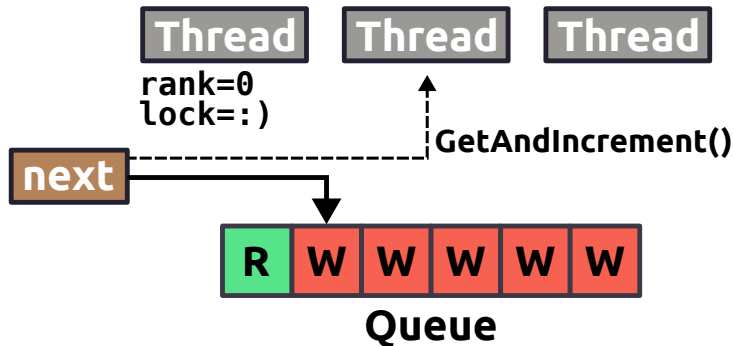 Thread Thread Thread
rank=0
lock=:)
GetAndIncrement()
next
R W W W W W
Queue